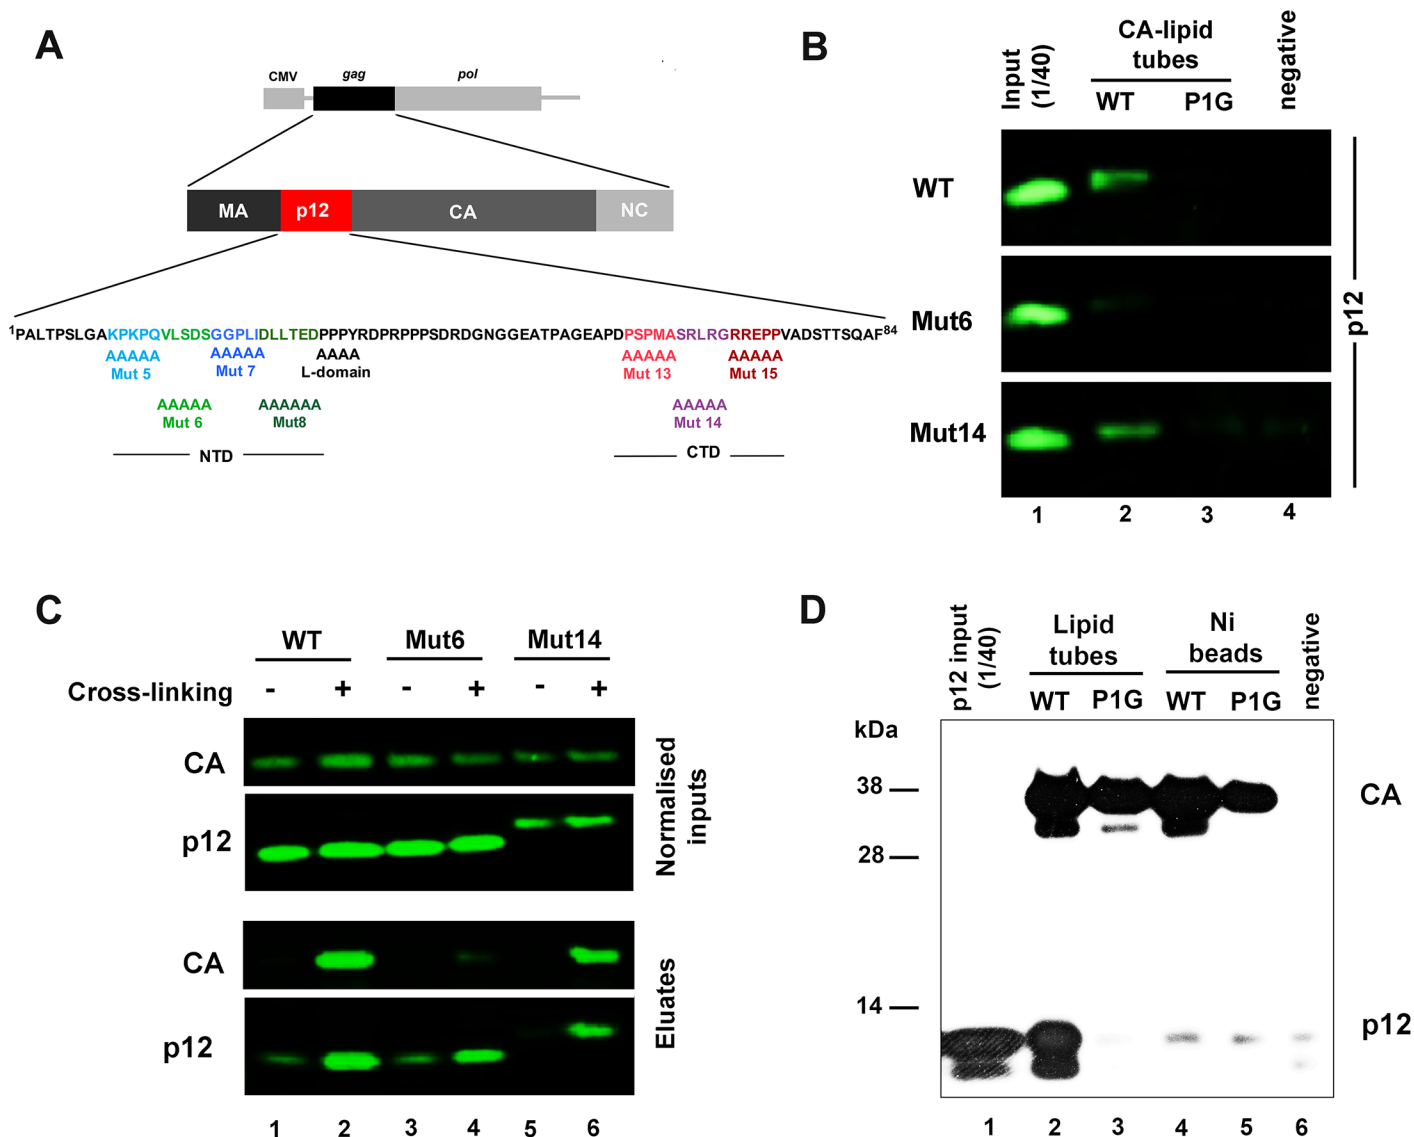 A
CMV gag pol
MA p12 CA NC
1PALTPSLGAKPKPQVLSDSGGPLIDLLTEDPPPYRDPRPPPSDRDGNGGEATPAGEAPDPSPMASRLRGRREPPVADSTTSQAF84
AAAAA AAAAA AAAA AAAAA AAAAA
Mut 5 Mut 7 L-domain Mut 13 Mut 15
AAAAA AAAAAA AAAAA
Mut 6 Mut8 Mut 14
NTD CTD
B
Input (1/40)
CA-lipid tubes
negative
WT P1G
WT
Mut6
Mut14
p12
1 2 3 4
C
WT Mut6 Mut14
Cross-linking - + - + - +
CA
p12
Normalised inputs
CA
p12
Eluates
1 2 3 4 5 6
D
p12 input (1/40)
Lipid tubes
Ni beads
negative
WT P1G WT P1G
kDa
38
28
14
CA
p12
1 2 3 4 5 6